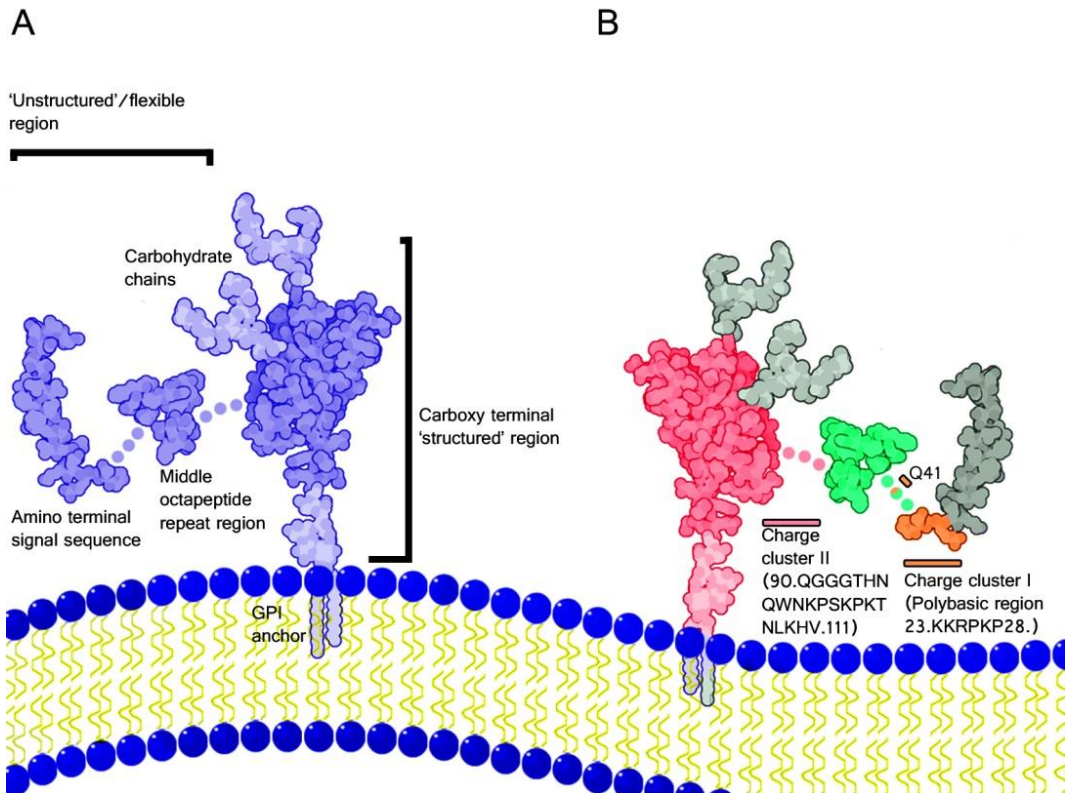 A
B
'Unstructured'/flexible
region
Carbohydrate
chains
Carboxy terminal
'structured' region
Middle
octapeptide
repeat region
Amino terminal
signal sequence
GPI
anchor
Q41
Charge
cluster II
(90.QGGGTHN
QWNKPSKPKT
NLKHV.111)
Charge cluster I
(Polybasic region
23.KKRPKP28.)